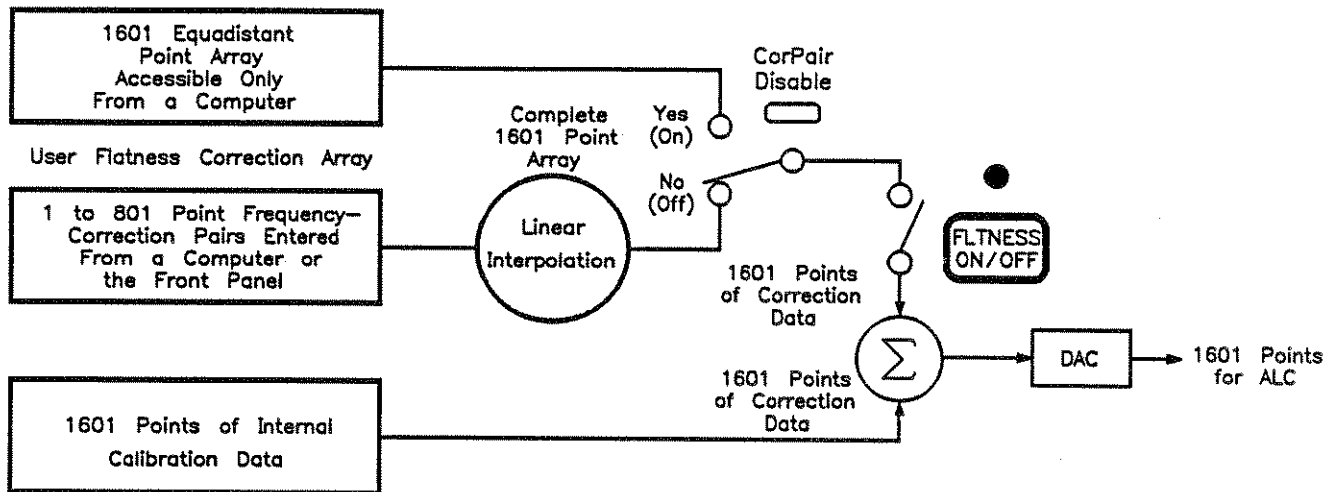 1601 Equadistant
Point Array
Accessible Only
From a Computer
User Flatness Correction Array
1 to 801 Point Frequency–
Correction Pairs Entered
From a Computer or
the Front Panel
1601 Points of Internal
Calibration Data
Complete
1601 Point
Array
Linear
Interpolation
CorPair
Disable
Yes
(On)
No
(Off)
FLTNESS
ON/OFF
1601 Points
of Correction
Data
1601 Points
of Correction
Data
Σ
DAC
1601 Points
for ALC